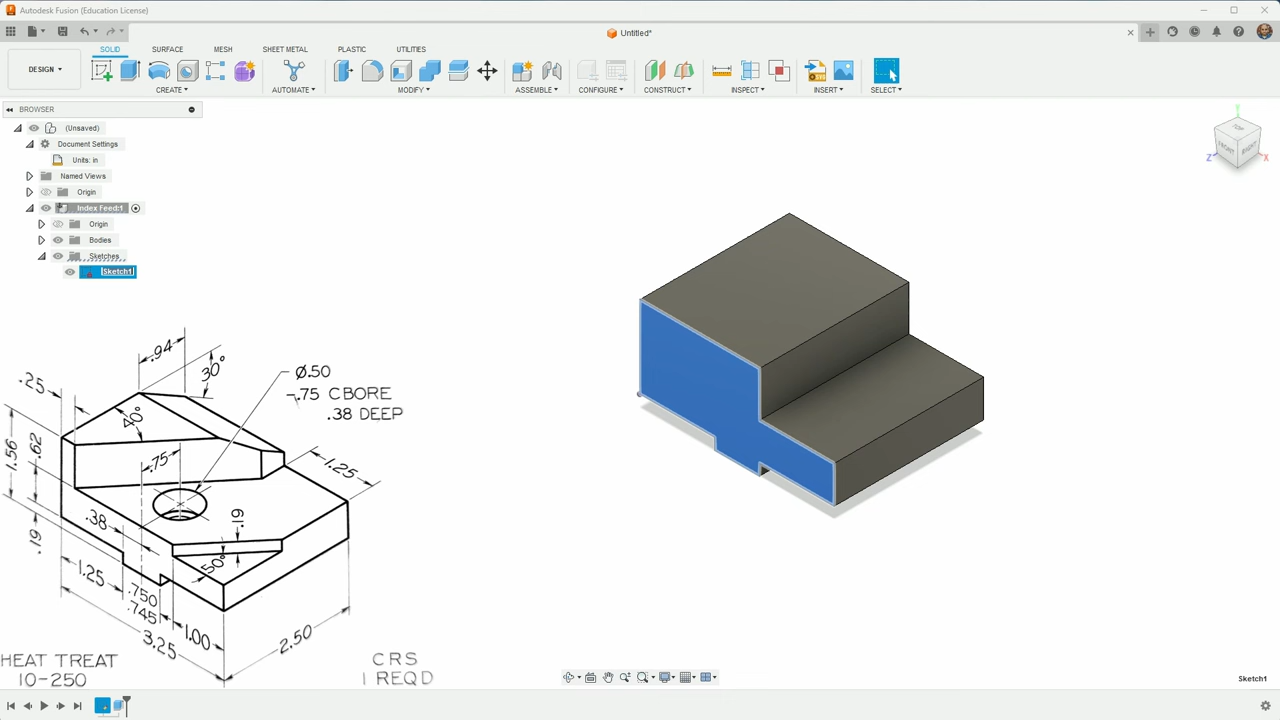 Autodesk Fusion (Education License)
Untitled*
SOLID SURFACE MESH SHEET METAL PLASTIC UTILITIES
DESIGN
CREATE AUTOMATE MODIFY ASSEMBLE CONFIGURE CONSTRUCT INSPECT INSERT SELECT
BROWSER
(Unsaved)
Document Settings
Units: in
Named Views
Origin
Index Feed:1
Origin
Bodies
Sketches
Sketch1
TOP
FRONT
RIGHT
Y
Z
X
.94
30°
.25
40°
Ø.50
.75 CBORE
.38 DEEP
1.56
.62
.75
1.25
.38
.19
.19
50°
1.25
.750
.745
1.00
3.25
2.50
HEAT TREAT
10-250
CRS
1 REQD
Sketch1